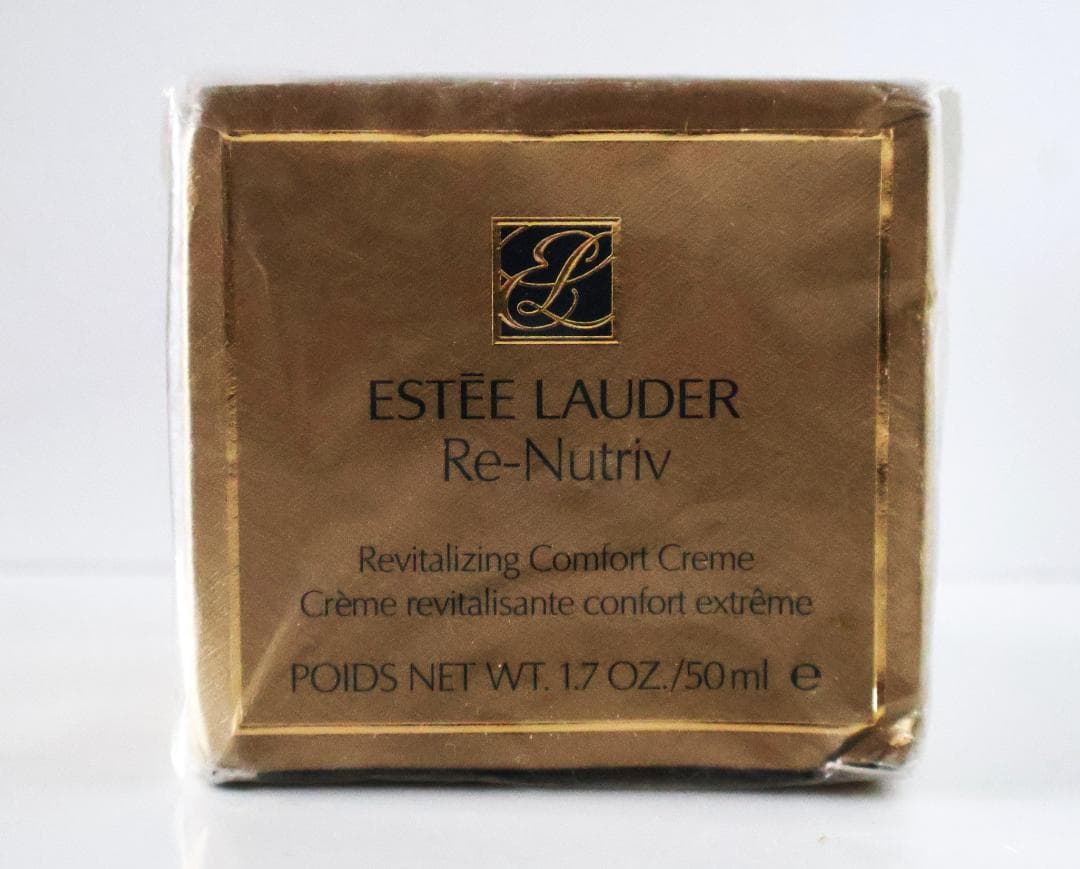 EL
ESTĒE LAUDER
Re-Nutriv
Revitalizing Comfort Creme
Crème revitalisante confort extrême
POIDS NET WT. 1.7 OZ./50 ml ℮